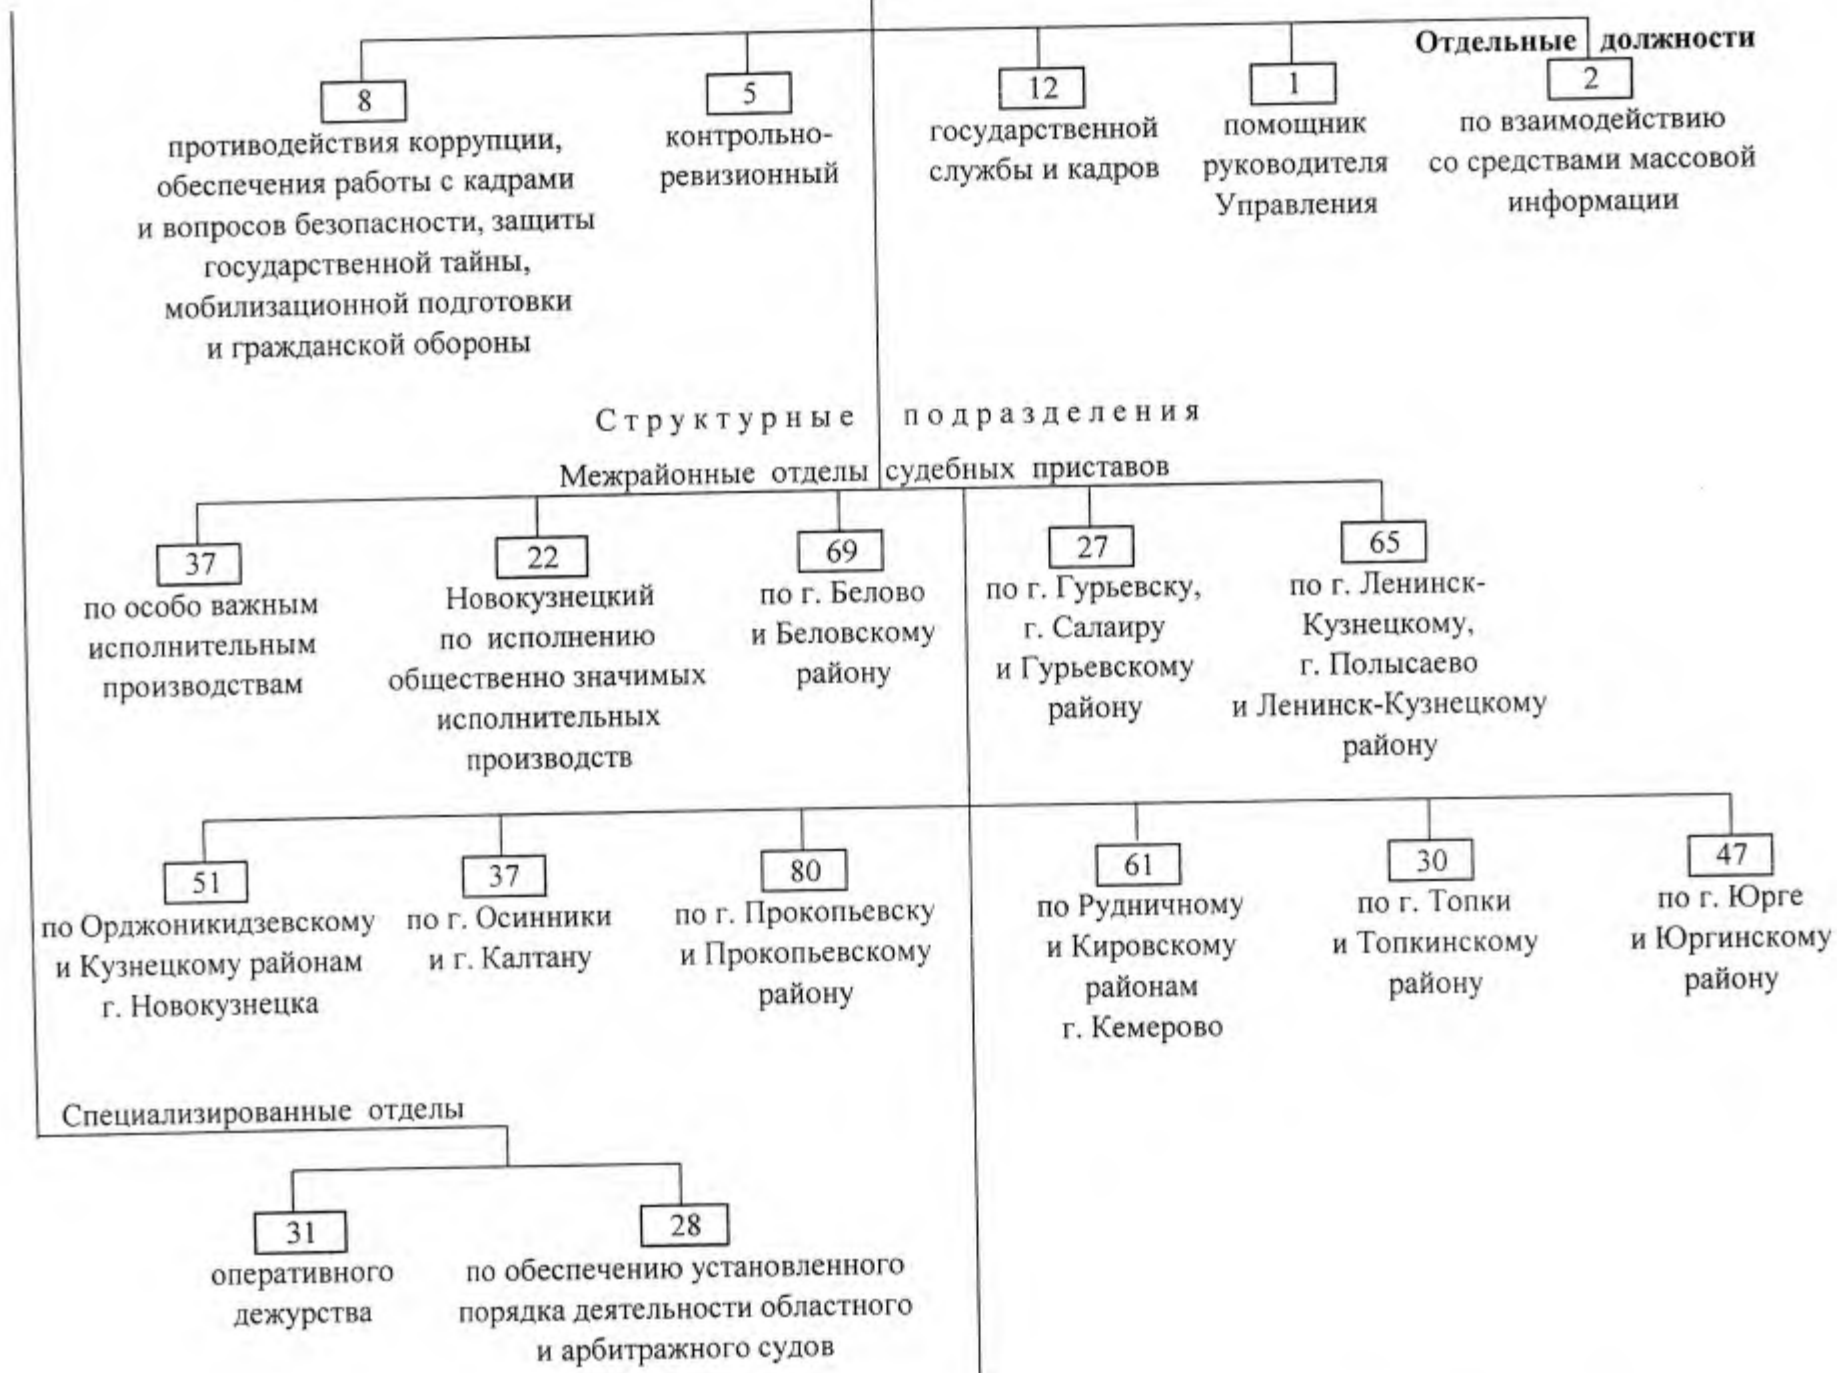 Отдельные должности
8
противодействия коррупции,
обеспечения работы с кадрами
и вопросов безопасности, защиты
государственной тайны,
мобилизационной подготовки
и гражданской обороны
5
контрольно-
ревизионный
12
государственной
службы и кадров
1
помощник
руководителя
Управления
2
по взаимодействию
со средствами массовой
информации
Структурные подразделения
Межрайонные отделы судебных приставов
37
по особо важным
исполнительным
производствам
22
Новокузнецкий
по исполнению
общественно значимых
исполнительных
производств
69
по г. Белово
и Беловскому
району
27
по г. Гурьевску,
г. Салаиру
и Гурьевскому
району
65
по г. Ленинск-
Кузнецкому,
г. Полысаево
и Ленинск-Кузнецкому
району
51
по Орджоникидзевскому
и Кузнецкому районам
г. Новокузнецка
37
по г. Осинники
и г. Калтану
80
по г. Прокопьевску
и Прокопьевскому
району
61
по Рудничному
и Кировскому
районам
г. Кемерово
30
по г. Топки
и Топкинскому
району
47
по г. Юрге
и Юргинскому
району
Специализированные отделы
31
оперативного
дежурства
28
по обеспечению установленного
порядка деятельности областного
и арбитражного судов